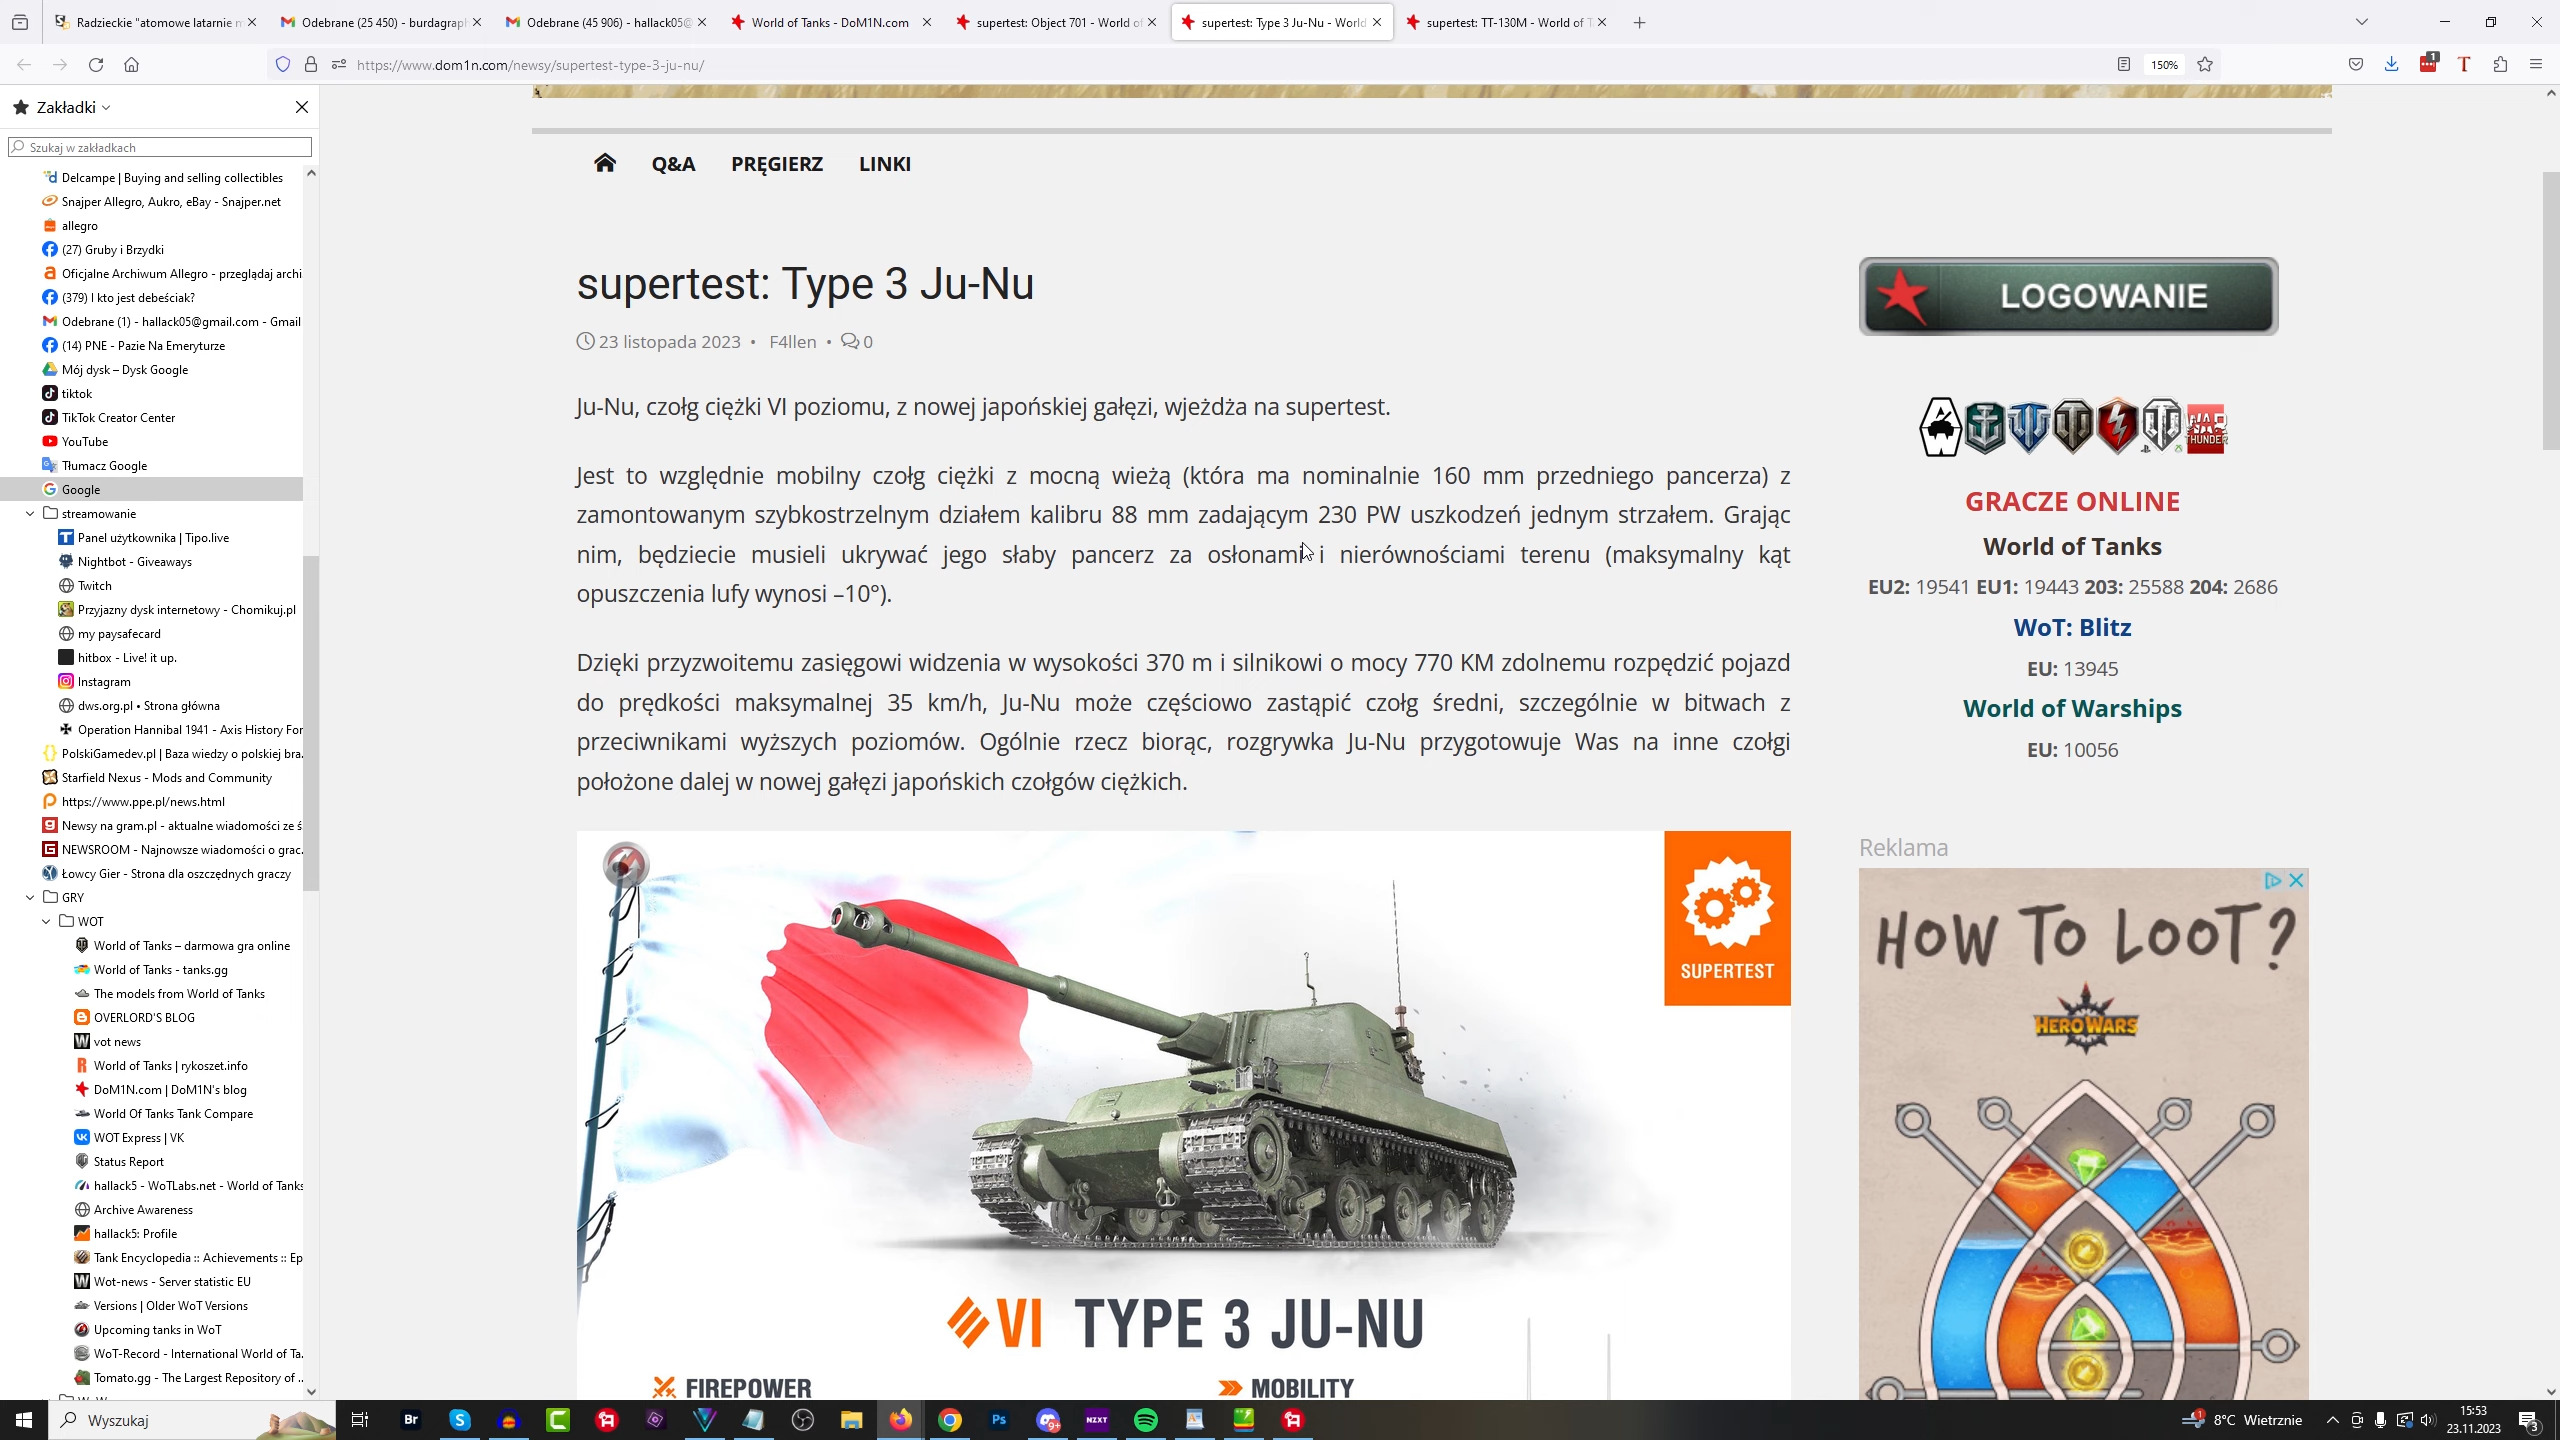 Radzieckie "atomowe latarnie m
Odebrane (25 450) - burdagraph
Odebrane (45 906) - hallack05@
World of Tanks - DoM1N.com
supertest: Object 701 - World of
supertest: Type 3 Ju-Nu - World
supertest: TT-130M - World of T
https://www.dom1n.com/newsy/supertest-type-3-ju-nu/
150%
1
Zakładki
Szukaj w zakładkach
Delcampe | Buying and selling collectibles
Snajper Allegro, Aukro, eBay - Snajper.net
allegro
(27) Gruby i Brzydki
Oficjalne Archiwum Allegro - przeglądaj archi
(379) I kto jest debeściak?
Odebrane (1) - hallack05@gmail.com - Gmail
(14) PNE - Pazie Na Emeryturze
Mój dysk – Dysk Google
tiktok
TikTok Creator Center
YouTube
Tłumacz Google
Google
streamowanie
Panel użytkownika | Tipo.live
Nightbot - Giveaways
Twitch
Przyjazny dysk internetowy - Chomikuj.pl
my paysafecard
hitbox - Live! it up.
Instagram
dws.org.pl • Strona główna
Operation Hannibal 1941 - Axis History For
PolskiGamedev.pl | Baza wiedzy o polskiej bra.
Starfield Nexus - Mods and Community
https://www.ppe.pl/news.html
Newsy na gram.pl - aktualne wiadomości ze ś
NEWSROOM - Najnowsze wiadomości o grac.
Łowcy Gier - Strona dla oszczędnych graczy
GRY
WOT
World of Tanks – darmowa gra online
World of Tanks - tanks.gg
The models from World of Tanks
OVERLORD'S BLOG
vot news
World of Tanks | rykoszet.info
DoM1N.com | DoM1N's blog
World Of Tanks Tank Compare
WOT Express | VK
Status Report
hallack5 - WoTLabs.net - World of Tanks
Archive Awareness
hallack5: Profile
Tank Encyclopedia :: Achievements :: Ep
Wot-news - Server statistic EU
Versions | Older WoT Versions
Upcoming tanks in WoT
WoT-Record - International World of Ta.
Tomato.gg - The Largest Repository of ..
Q&A PRĘGIERZ LINKI
supertest: Type 3 Ju-Nu
23 listopada 2023 • F4llen • 0
Ju-Nu, czołg ciężki VI poziomu, z nowej japońskiej gałęzi, wjeżdża na supertest.
Jest to względnie mobilny czołg ciężki z mocną wieżą (która ma nominalnie 160 mm przedniego pancerza) z
zamontowanym szybkostrzelnym działem kalibru 88 mm zadającym 230 PW uszkodzeń jednym strzałem. Grając
nim, będziecie musieli ukrywać jego słaby pancerz za osłonami i nierównościami terenu (maksymalny kąt
opuszczenia lufy wynosi –10°).
Dzięki przyzwoitemu zasięgowi widzenia w wysokości 370 m i silnikowi o mocy 770 KM zdolnemu rozpędzić pojazd
do prędkości maksymalnej 35 km/h, Ju-Nu może częściowo zastąpić czołg średni, szczególnie w bitwach z
przeciwnikami wyższych poziomów. Ogólnie rzecz biorąc, rozgrywka Ju-Nu przygotowuje Was na inne czołgi
położone dalej w nowej gałęzi japońskich czołgów ciężkich.
SUPERTEST
VI TYPE 3 JU-NU
FIREPOWER
MOBILITY
LOGOWANIE
WAR
THUNDER
GRACZE ONLINE
World of Tanks
EU2: 19541 EU1: 19443 203: 25588 204: 2686
WoT: Blitz
EU: 13945
World of Warships
EU: 10056
Reklama
HOW TO LOOT?
HERO WARS
Wyszukaj
Br
Ps
9+
NZXT
1
8°C Wietrznie
15:53
23.11.2023
3